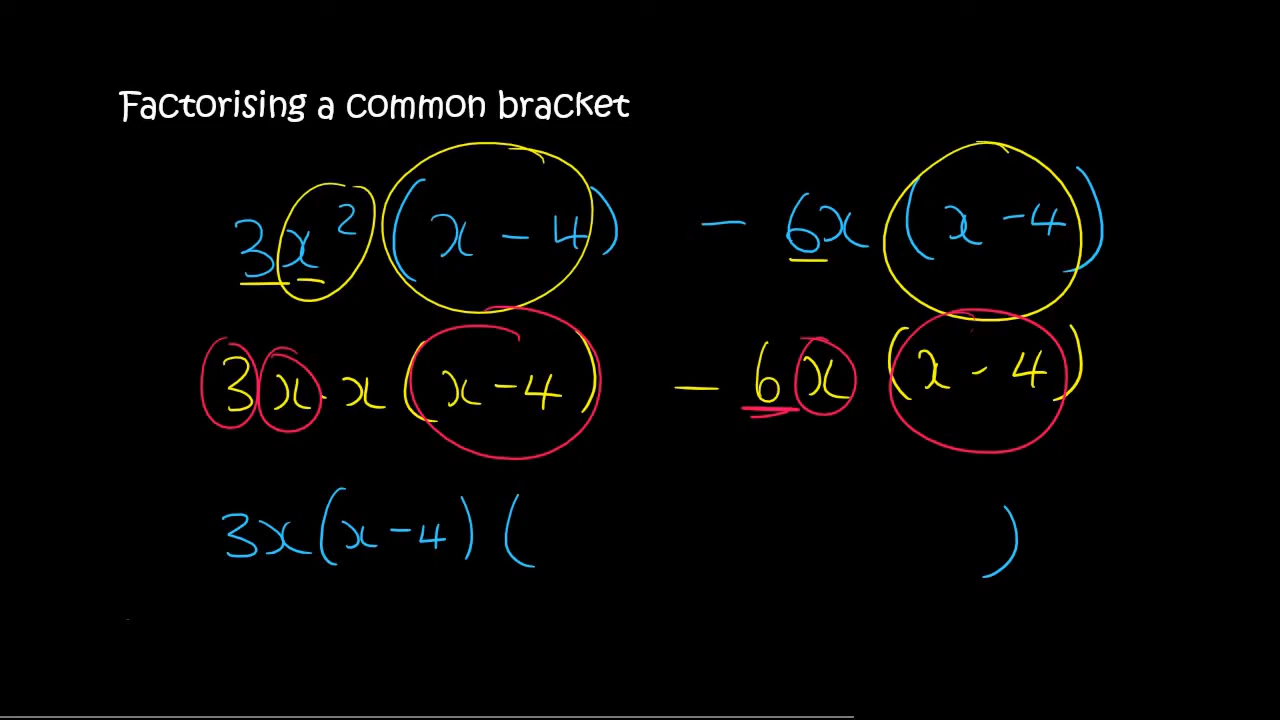 Factorising a common bracket
3x² (x - 4) - 6x (x - 4)
3x · x (x - 4) - 6x (x - 4)
3x (x - 4) ( )